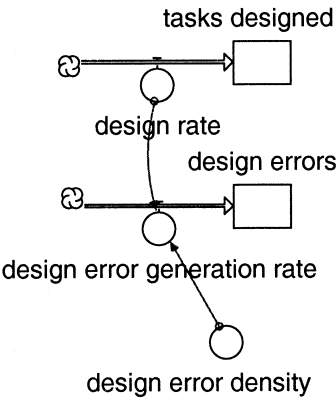 tasks designed
design rate
design errors
design error generation rate
design error density